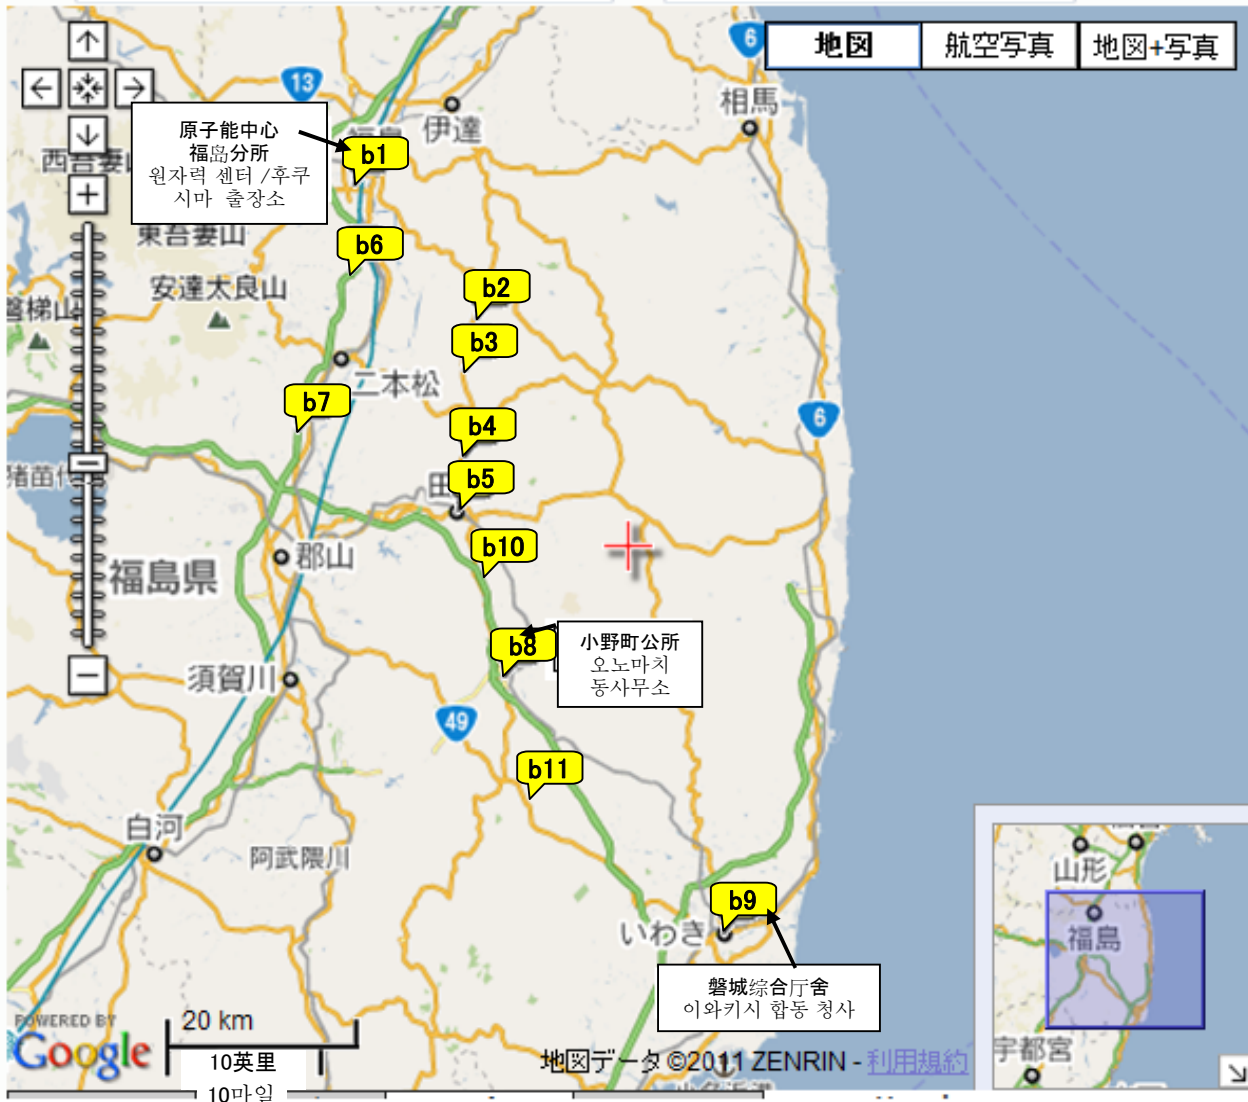 6
地図
航空写真
地図+写真
13
相馬
伊達
原子能中心
福岛分所
원자력 센터 /후쿠
시마 출장소
b1
東吾妻山
b6
安達太良山
b2
磐梯山
b3
二本松
b7
6
b4
b5
b10
郡山
福島県
b8
小野町公所
오노마치
동사무소
須賀川
49
b11
白河
阿武隈川
山形
福島
b9
いわき
磐城综合厅舍
이와키시 합동 청사
POWERED BY
Google
20 km
10英里
10마일
地図データ ©2011 ZENRIN - 利用規約
宇都宮